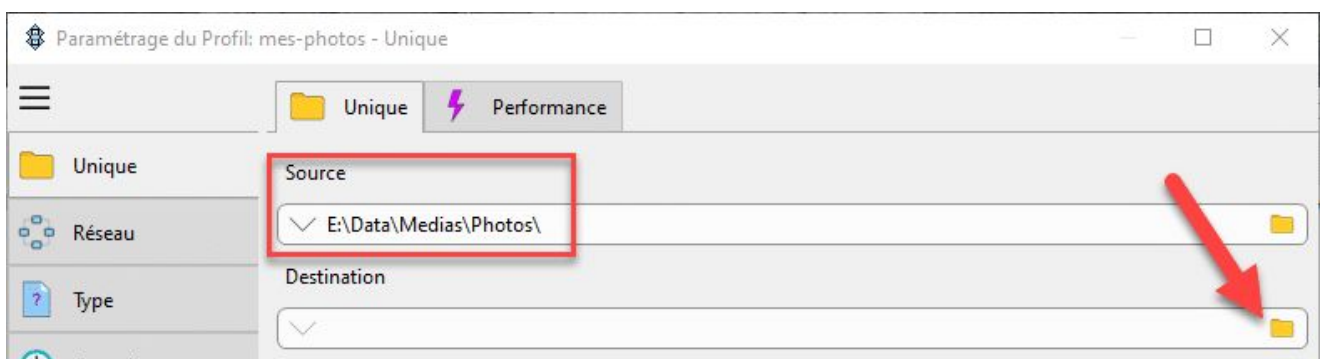 Paramétrage du Profil: mes-photos - Unique
Unique
Performance
Unique
Source
E:\Data\Medias\Photos\
Réseau
Destination
Type